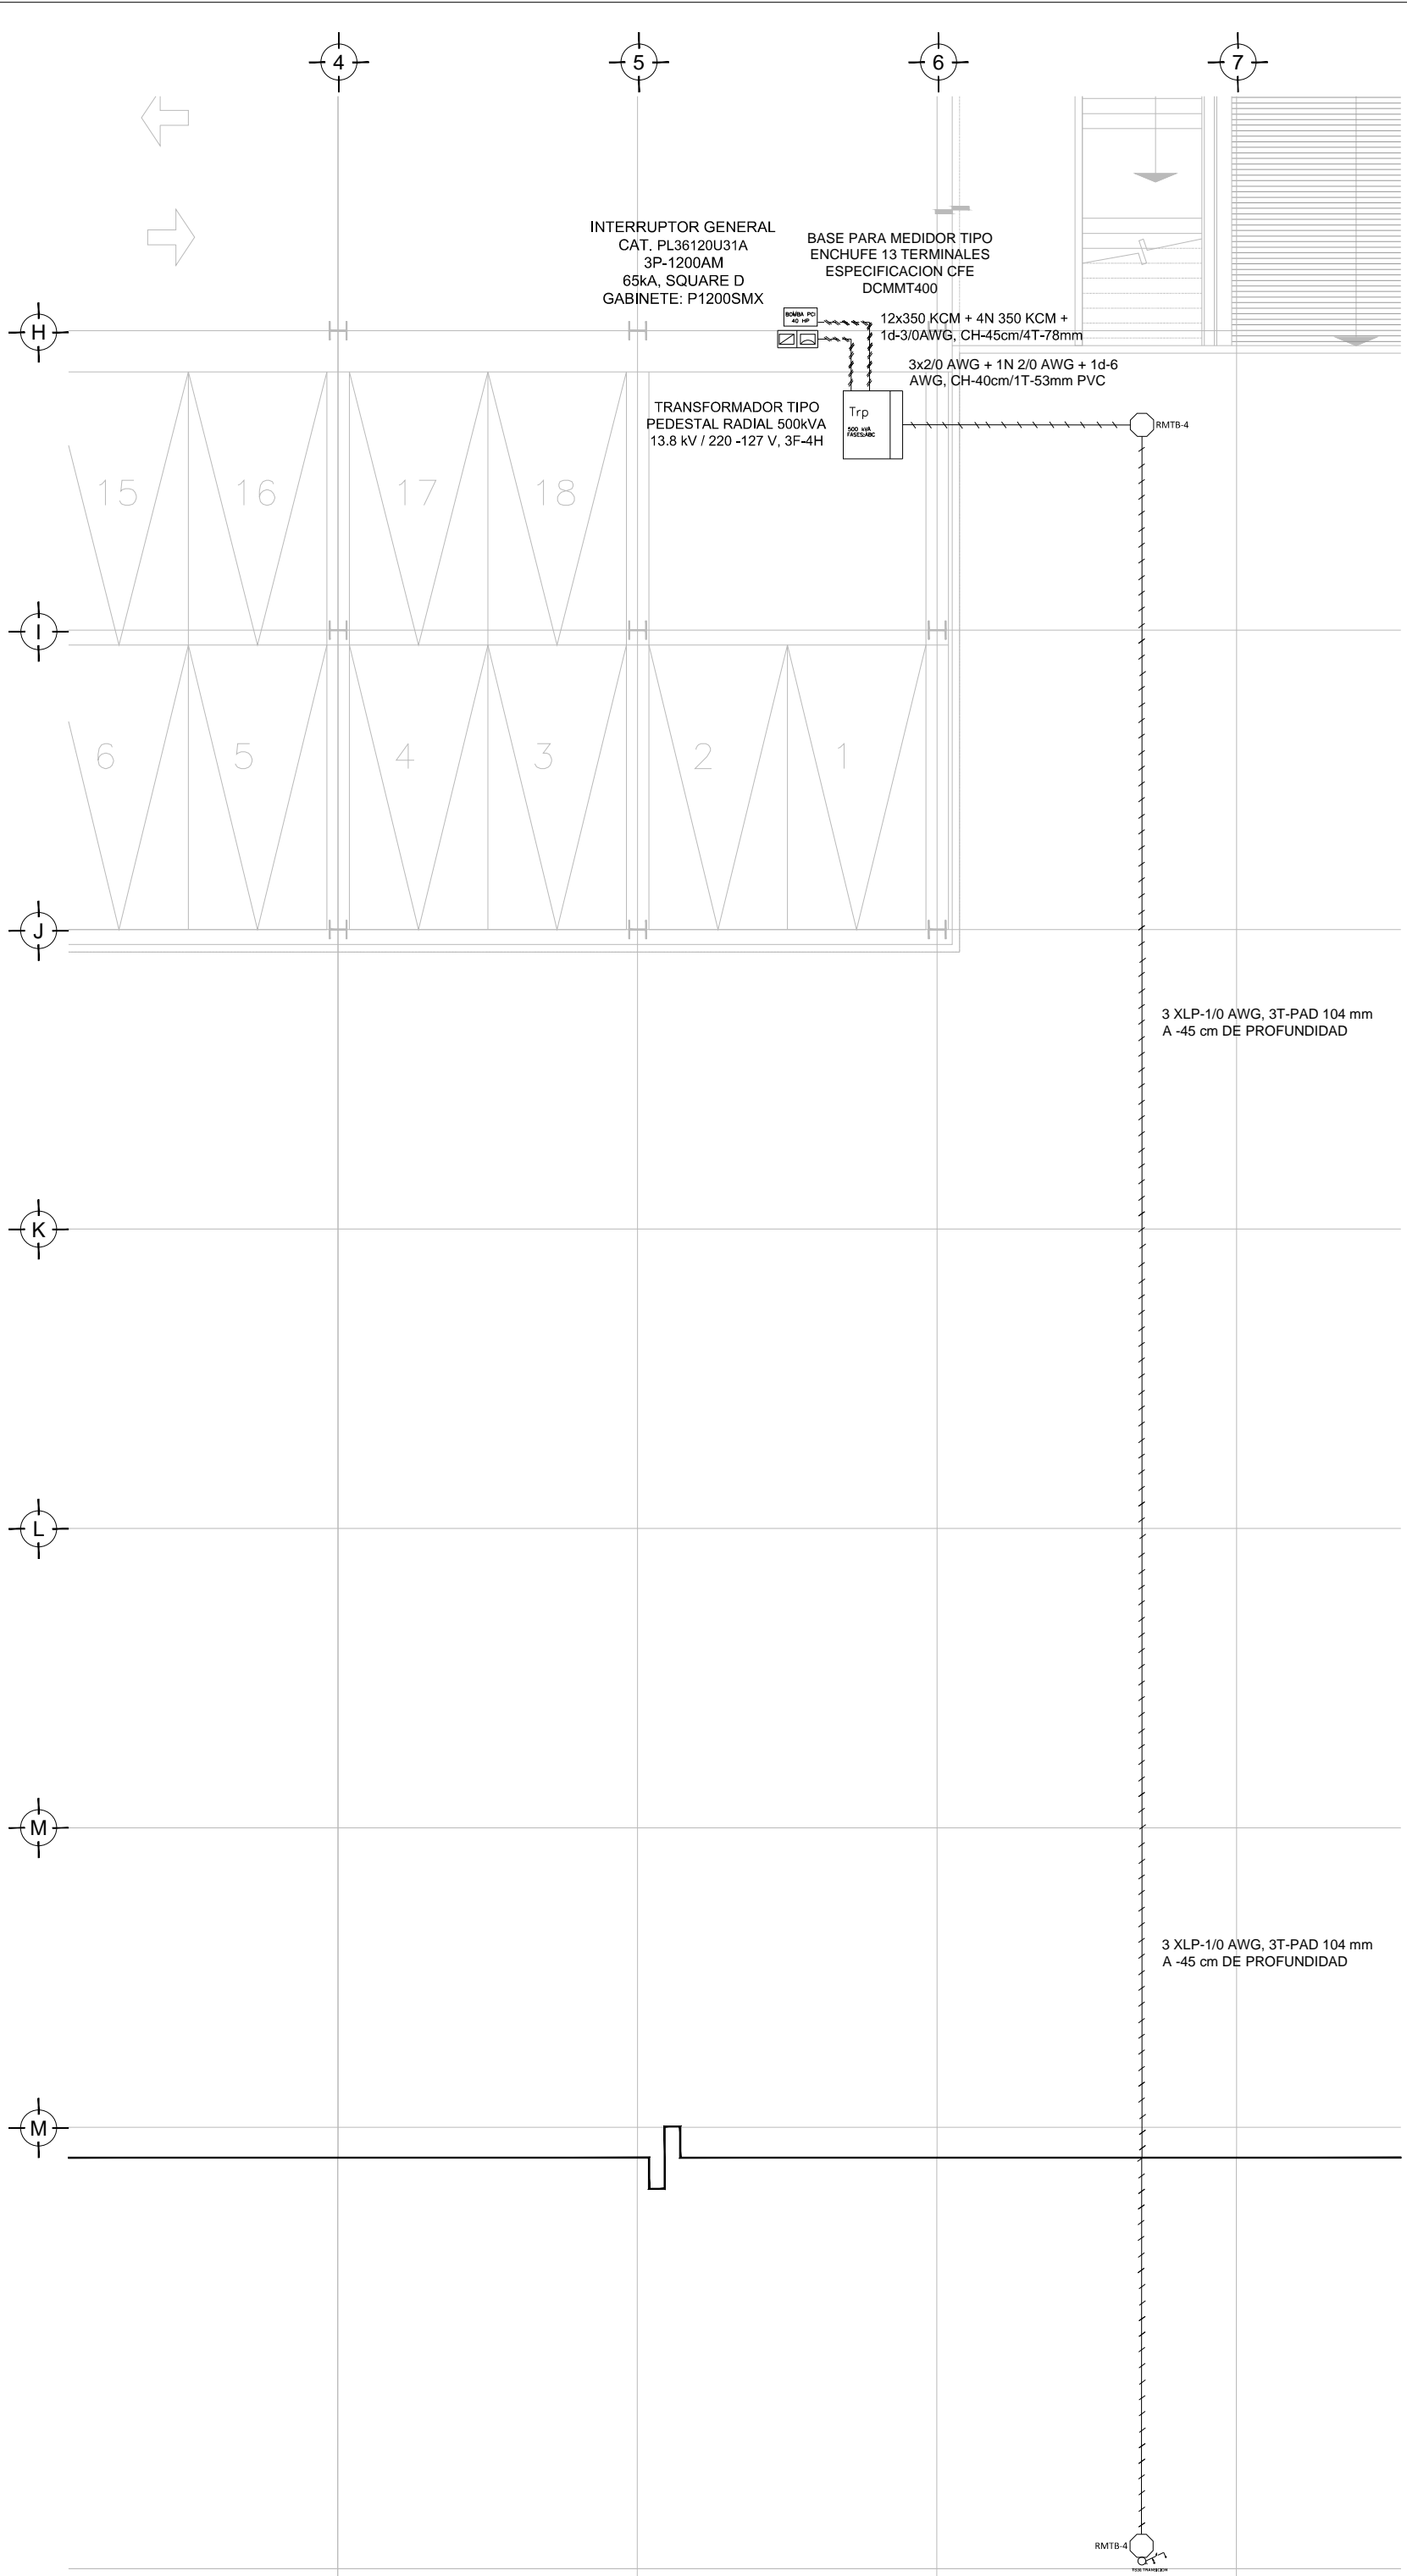 4
5
6
7
INTERRUPTOR GENERAL
CAT. PL36120U31A
3P-1200AM
65kA, SQUARE D
GABINETE: P1200SMX
BASE PARA MEDIDOR TIPO
ENCHUFE 13 TERMINALES
ESPECIFICACION CFE
DCMMT400
H
BOMBA PCI
40 HP
12x350 KCM + 4N 350 KCM +
1d-3/0AWG, CH-45cm/4T-78mm
3x2/0 AWG + 1N 2/0 AWG + 1d-6
AWG, CH-40cm/1T-53mm PVC
TRANSFORMADOR TIPO
PEDESTAL RADIAL 500kVA
13.8 kV / 220 -127 V, 3F-4H
Trp
500 kVA
FASES:ABC
RMTB-4
15
16
17
18
I
6
5
4
3
2
1
J
3 XLP-1/0 AWG, 3T-PAD 104 mm
A -45 cm DE PROFUNDIDAD
K
L
M
3 XLP-1/0 AWG, 3T-PAD 104 mm
A -45 cm DE PROFUNDIDAD
M
RMTB-4